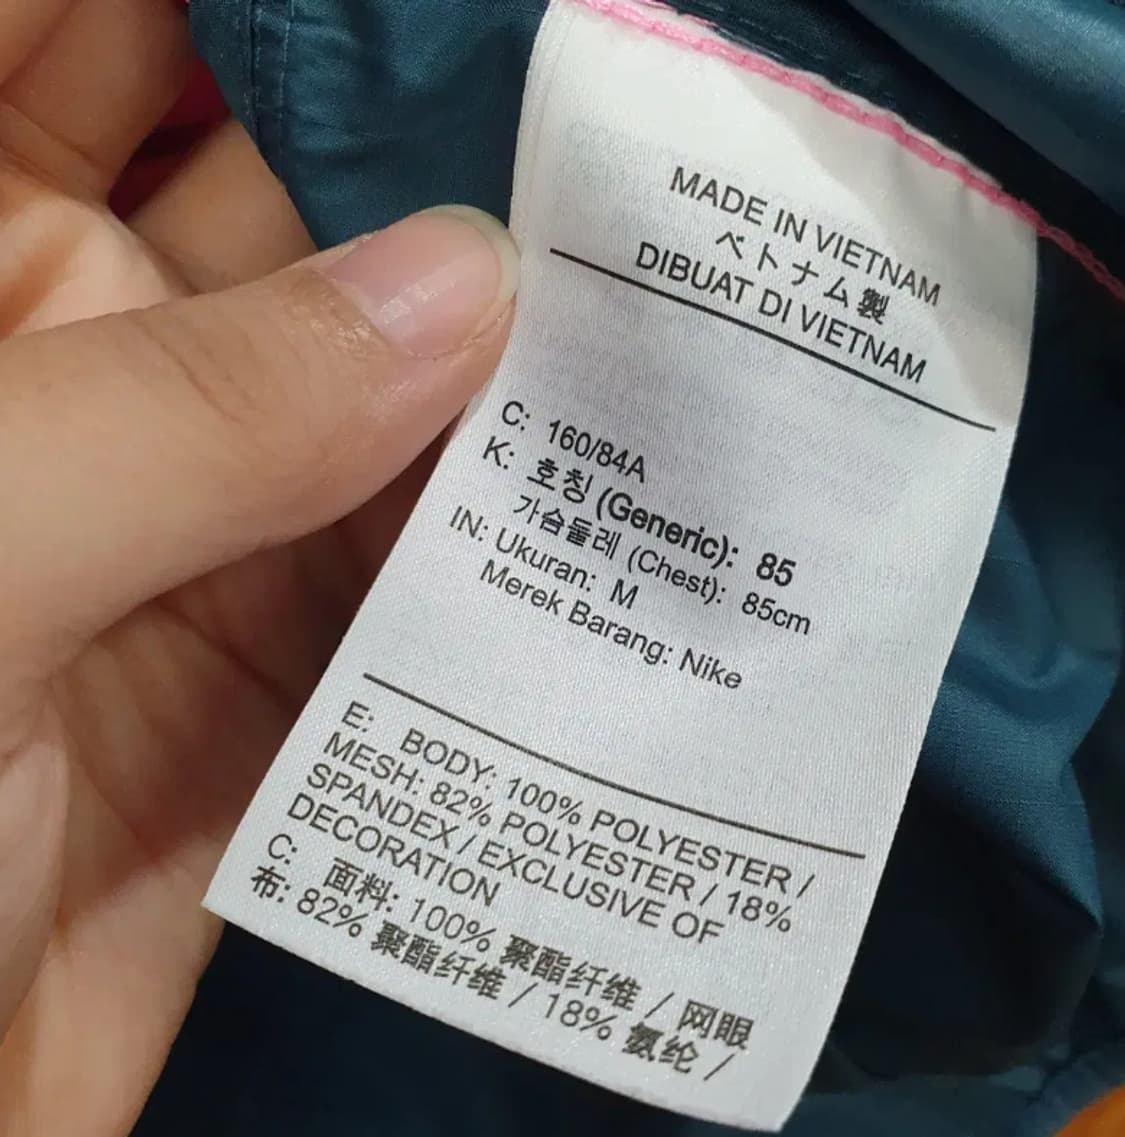 MADE IN VIETNAM
ベトナム製
DIBUAT DI VIETNAM
C: 160/84A
K: 호칭 (Generic): 85
가슴둘레 (Chest): 85cm
IN: Ukuran: M
Merek Barang: Nike
E: BODY: 100% POLYESTER /
MESH: 82% POLYESTER / 18%
SPANDEX / EXCLUSIVE OF
DECORATION
C: 面料: 100% 聚酯纤维 / 网眼
布: 82% 聚酯纤维 / 18% 氨纶 /